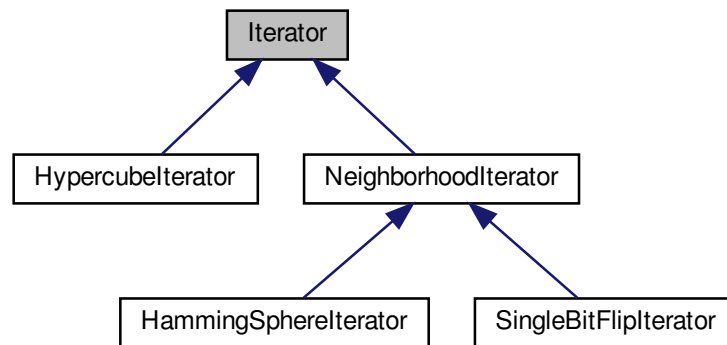 Iterator
HypercubeIterator
NeighborhoodIterator
HammingSphereIterator
SingleBitFlipIterator